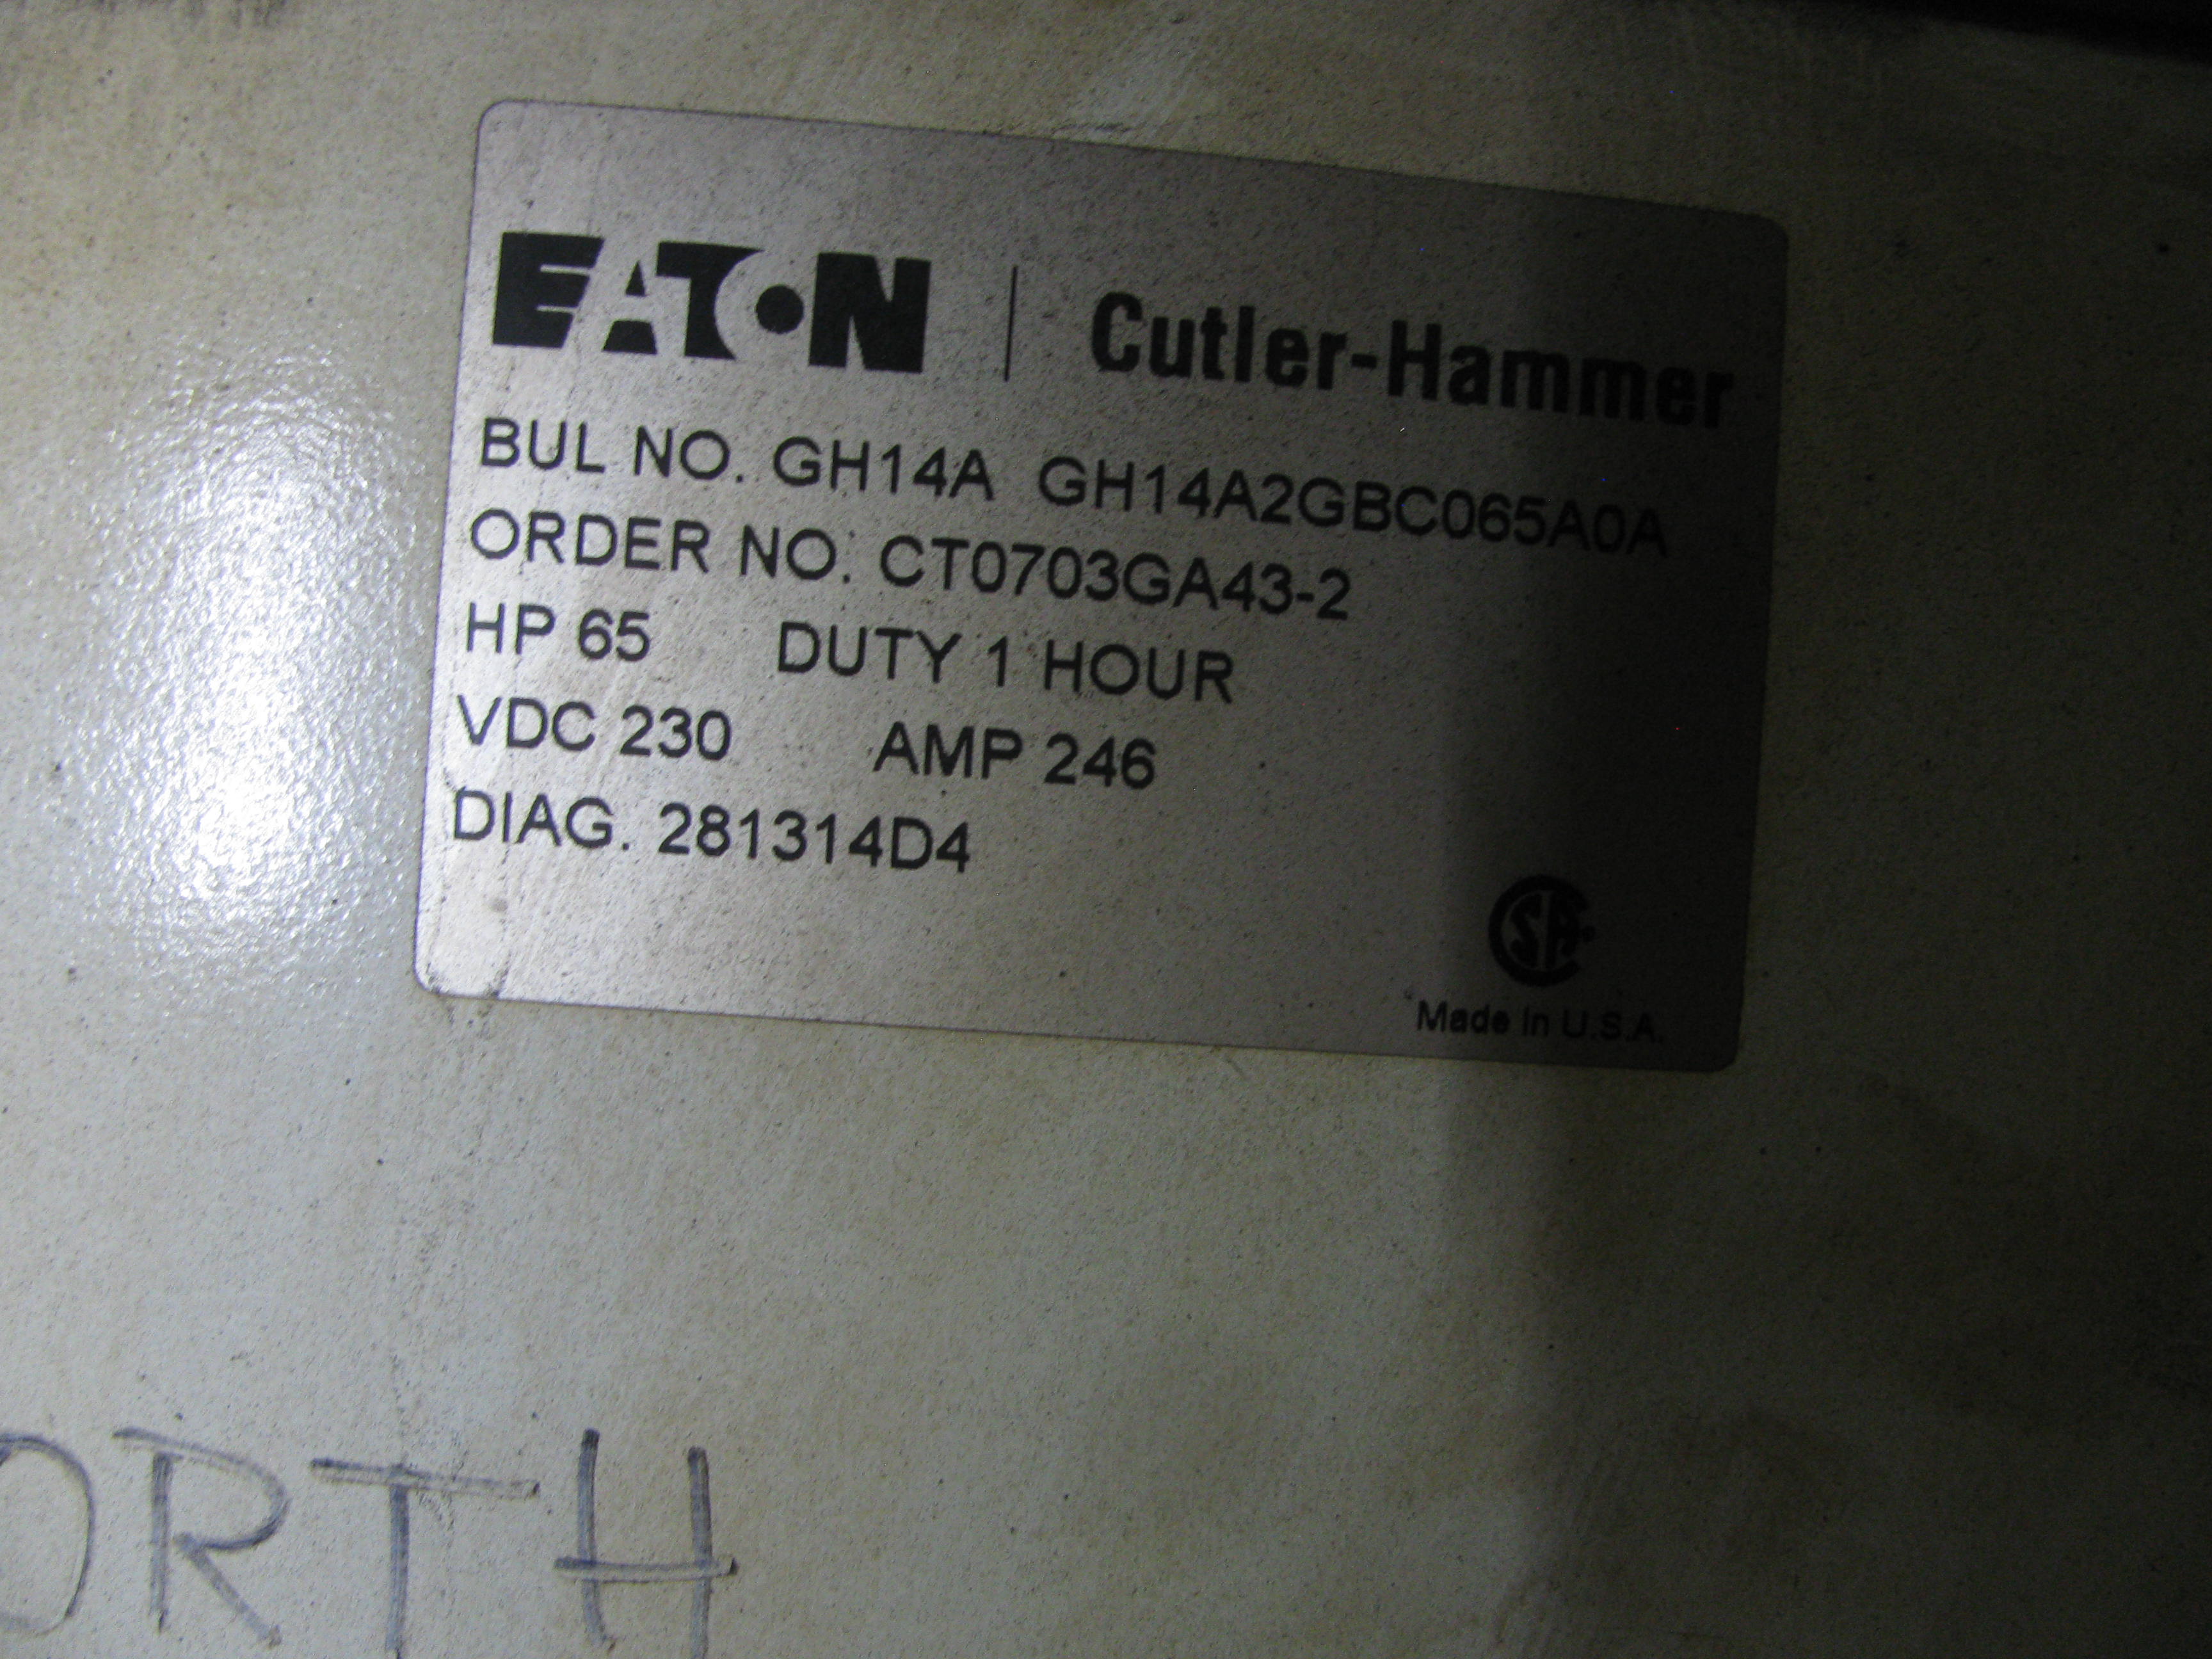 EATON | Cutler-Hammer
BUL NO. GH14A GH14A2GBC065A0A
ORDER NO. CT0703GA43-2
HP 65 DUTY 1 HOUR
VDC 230 AMP 246
DIAG. 281314D4
CSA
Made in U.S.A.
ORTH